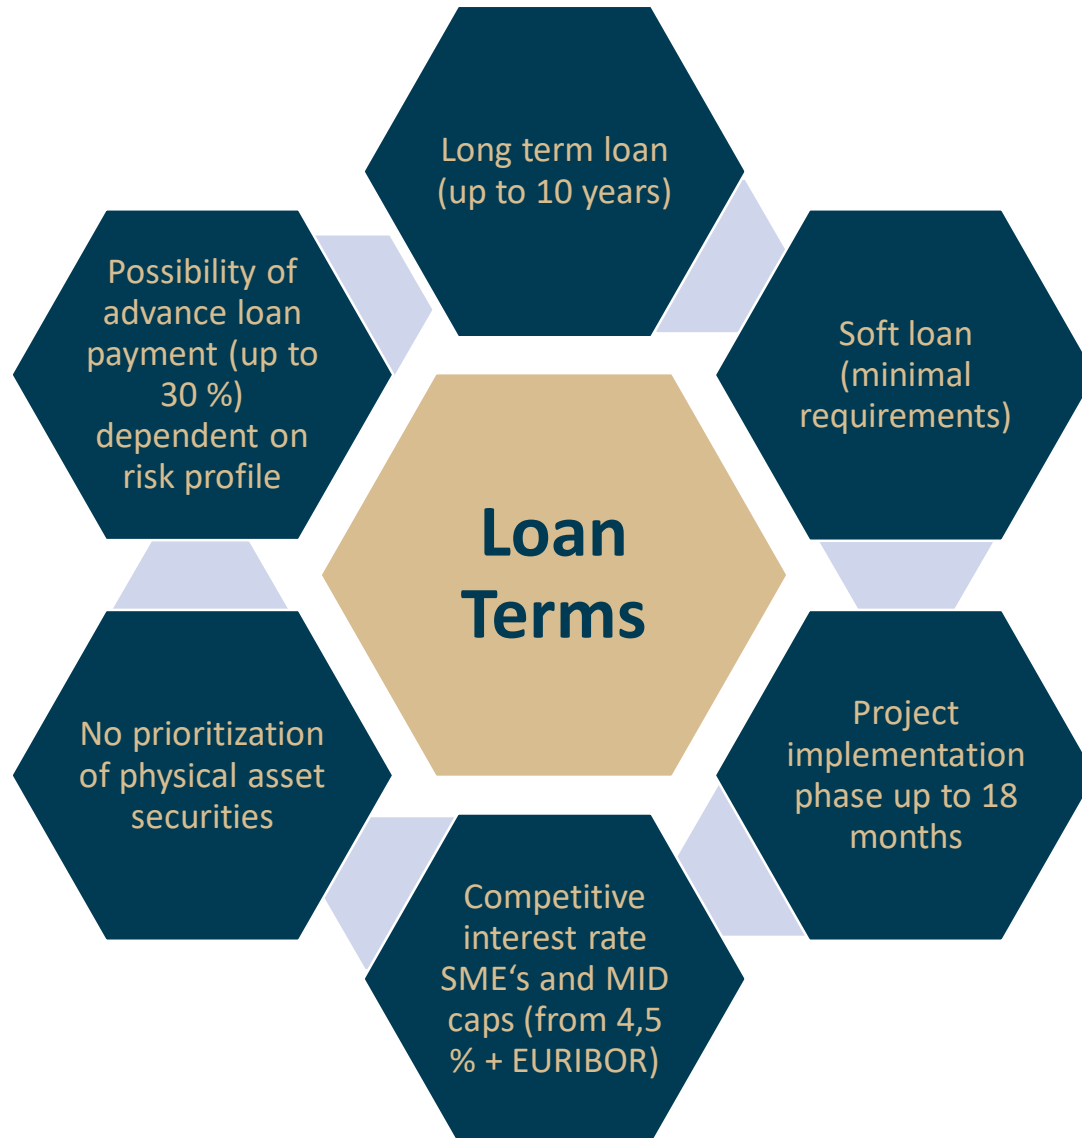 Long term loan
(up to 10 years)
Soft loan
(minimal
requirements)
Project
implementation
phase up to 18
months
Competitive
interest rate
SME‘s and MID
caps (from 4,5
% + EURIBOR)
No prioritization
of physical asset
securities
Possibility of
advance loan
payment (up to
30 %)
dependent on
risk profile
Loan
Terms